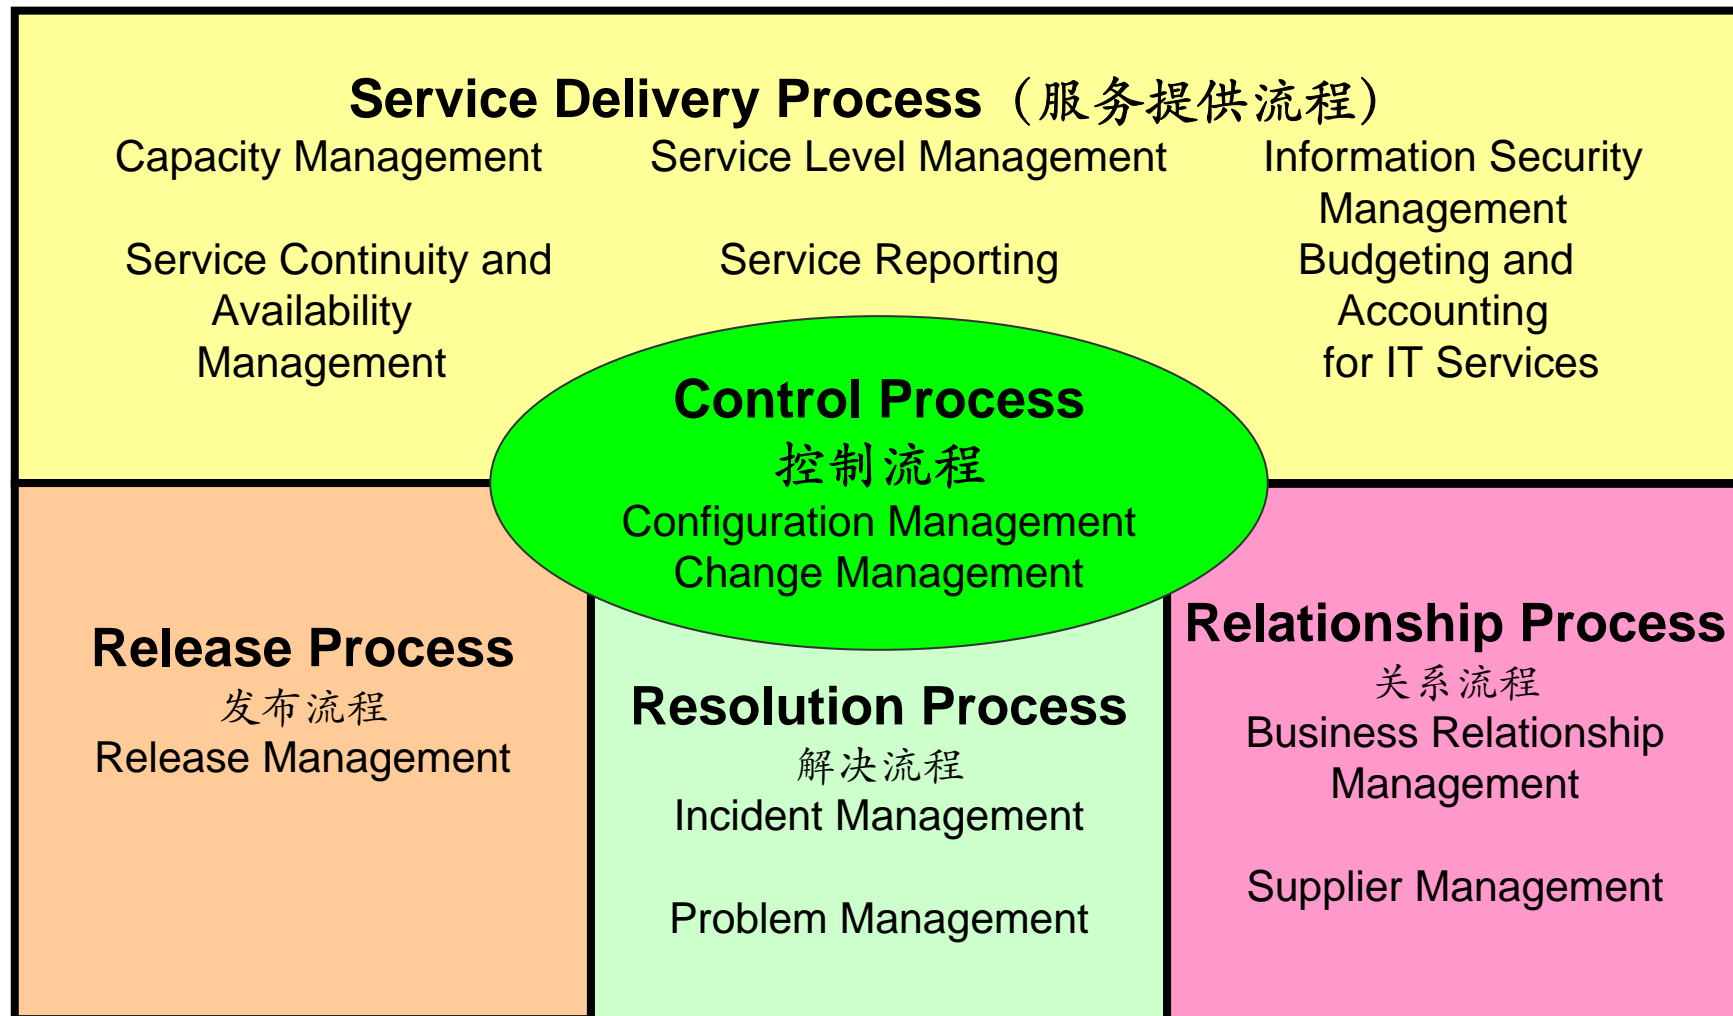 Service Delivery Process（服务提供流程）
Capacity Management
Service Level Management
Information Security
Management
Service Continuity and
Availability
Management
Service Reporting
Budgeting and
Accounting
for IT Services
Control Process
控制流程
Configuration Management
Change Management
Release Process
发布流程
Release Management
Resolution Process
解决流程
Incident Management
Problem Management
Relationship Process
关系流程
Business Relationship
Management
Supplier Management